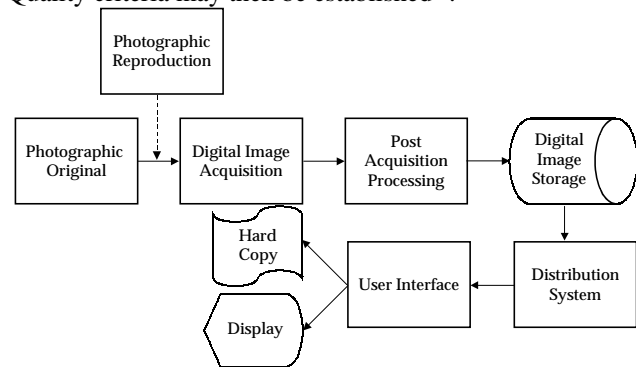 Quality criteria may then be established
Photographic
Reproduction
Photographic
Original
Digital Image
Acquisition
Post
Acquisition
Processing
Digital
Image
Storage
Hard
Copy
User Interface
Distribution
System
Display